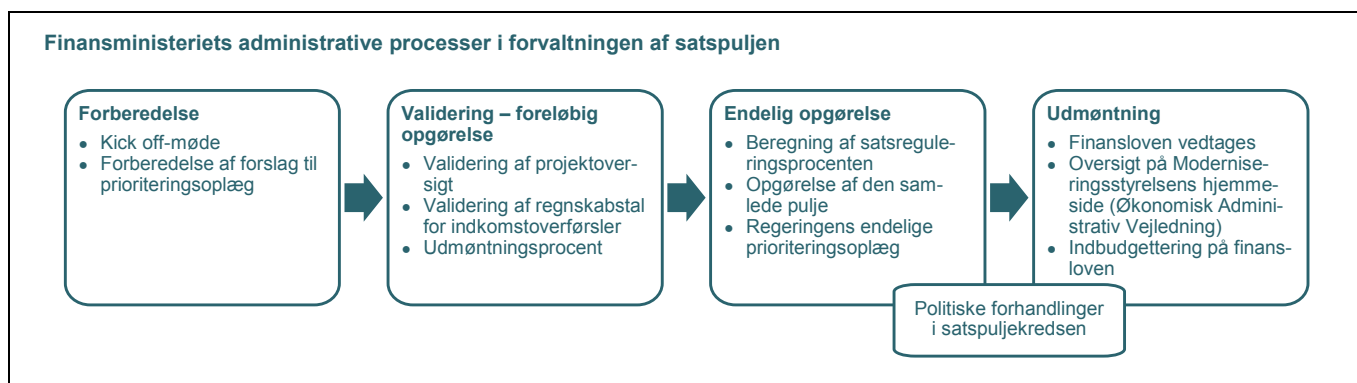 Finansministeriets administrative processer i forvaltningen af satspuljen
Forberedelse
• Kick off-møde
• Forberedelse af forslag til
prioriteringsoplæg
Validering – foreløbig
opgørelse
• Validering af projektover-
sigt
• Validering af regnskabstal
for indkomstoverførsler
• Udmøntningsprocent
Endelig opgørelse
• Beregning af satsregule-
ringsprocenten
• Opgørelse af den sam-
lede pulje
• Regeringens endelige
prioriteringsoplæg
Udmøntning
• Finansloven vedtages
• Oversigt på Modernise-
ringsstyrelsens hjemme-
side (Økonomisk Admini-
strativ Vejledning)
• Indbudgettering på finans-
loven
Politiske forhandlinger
i satspuljekredsen